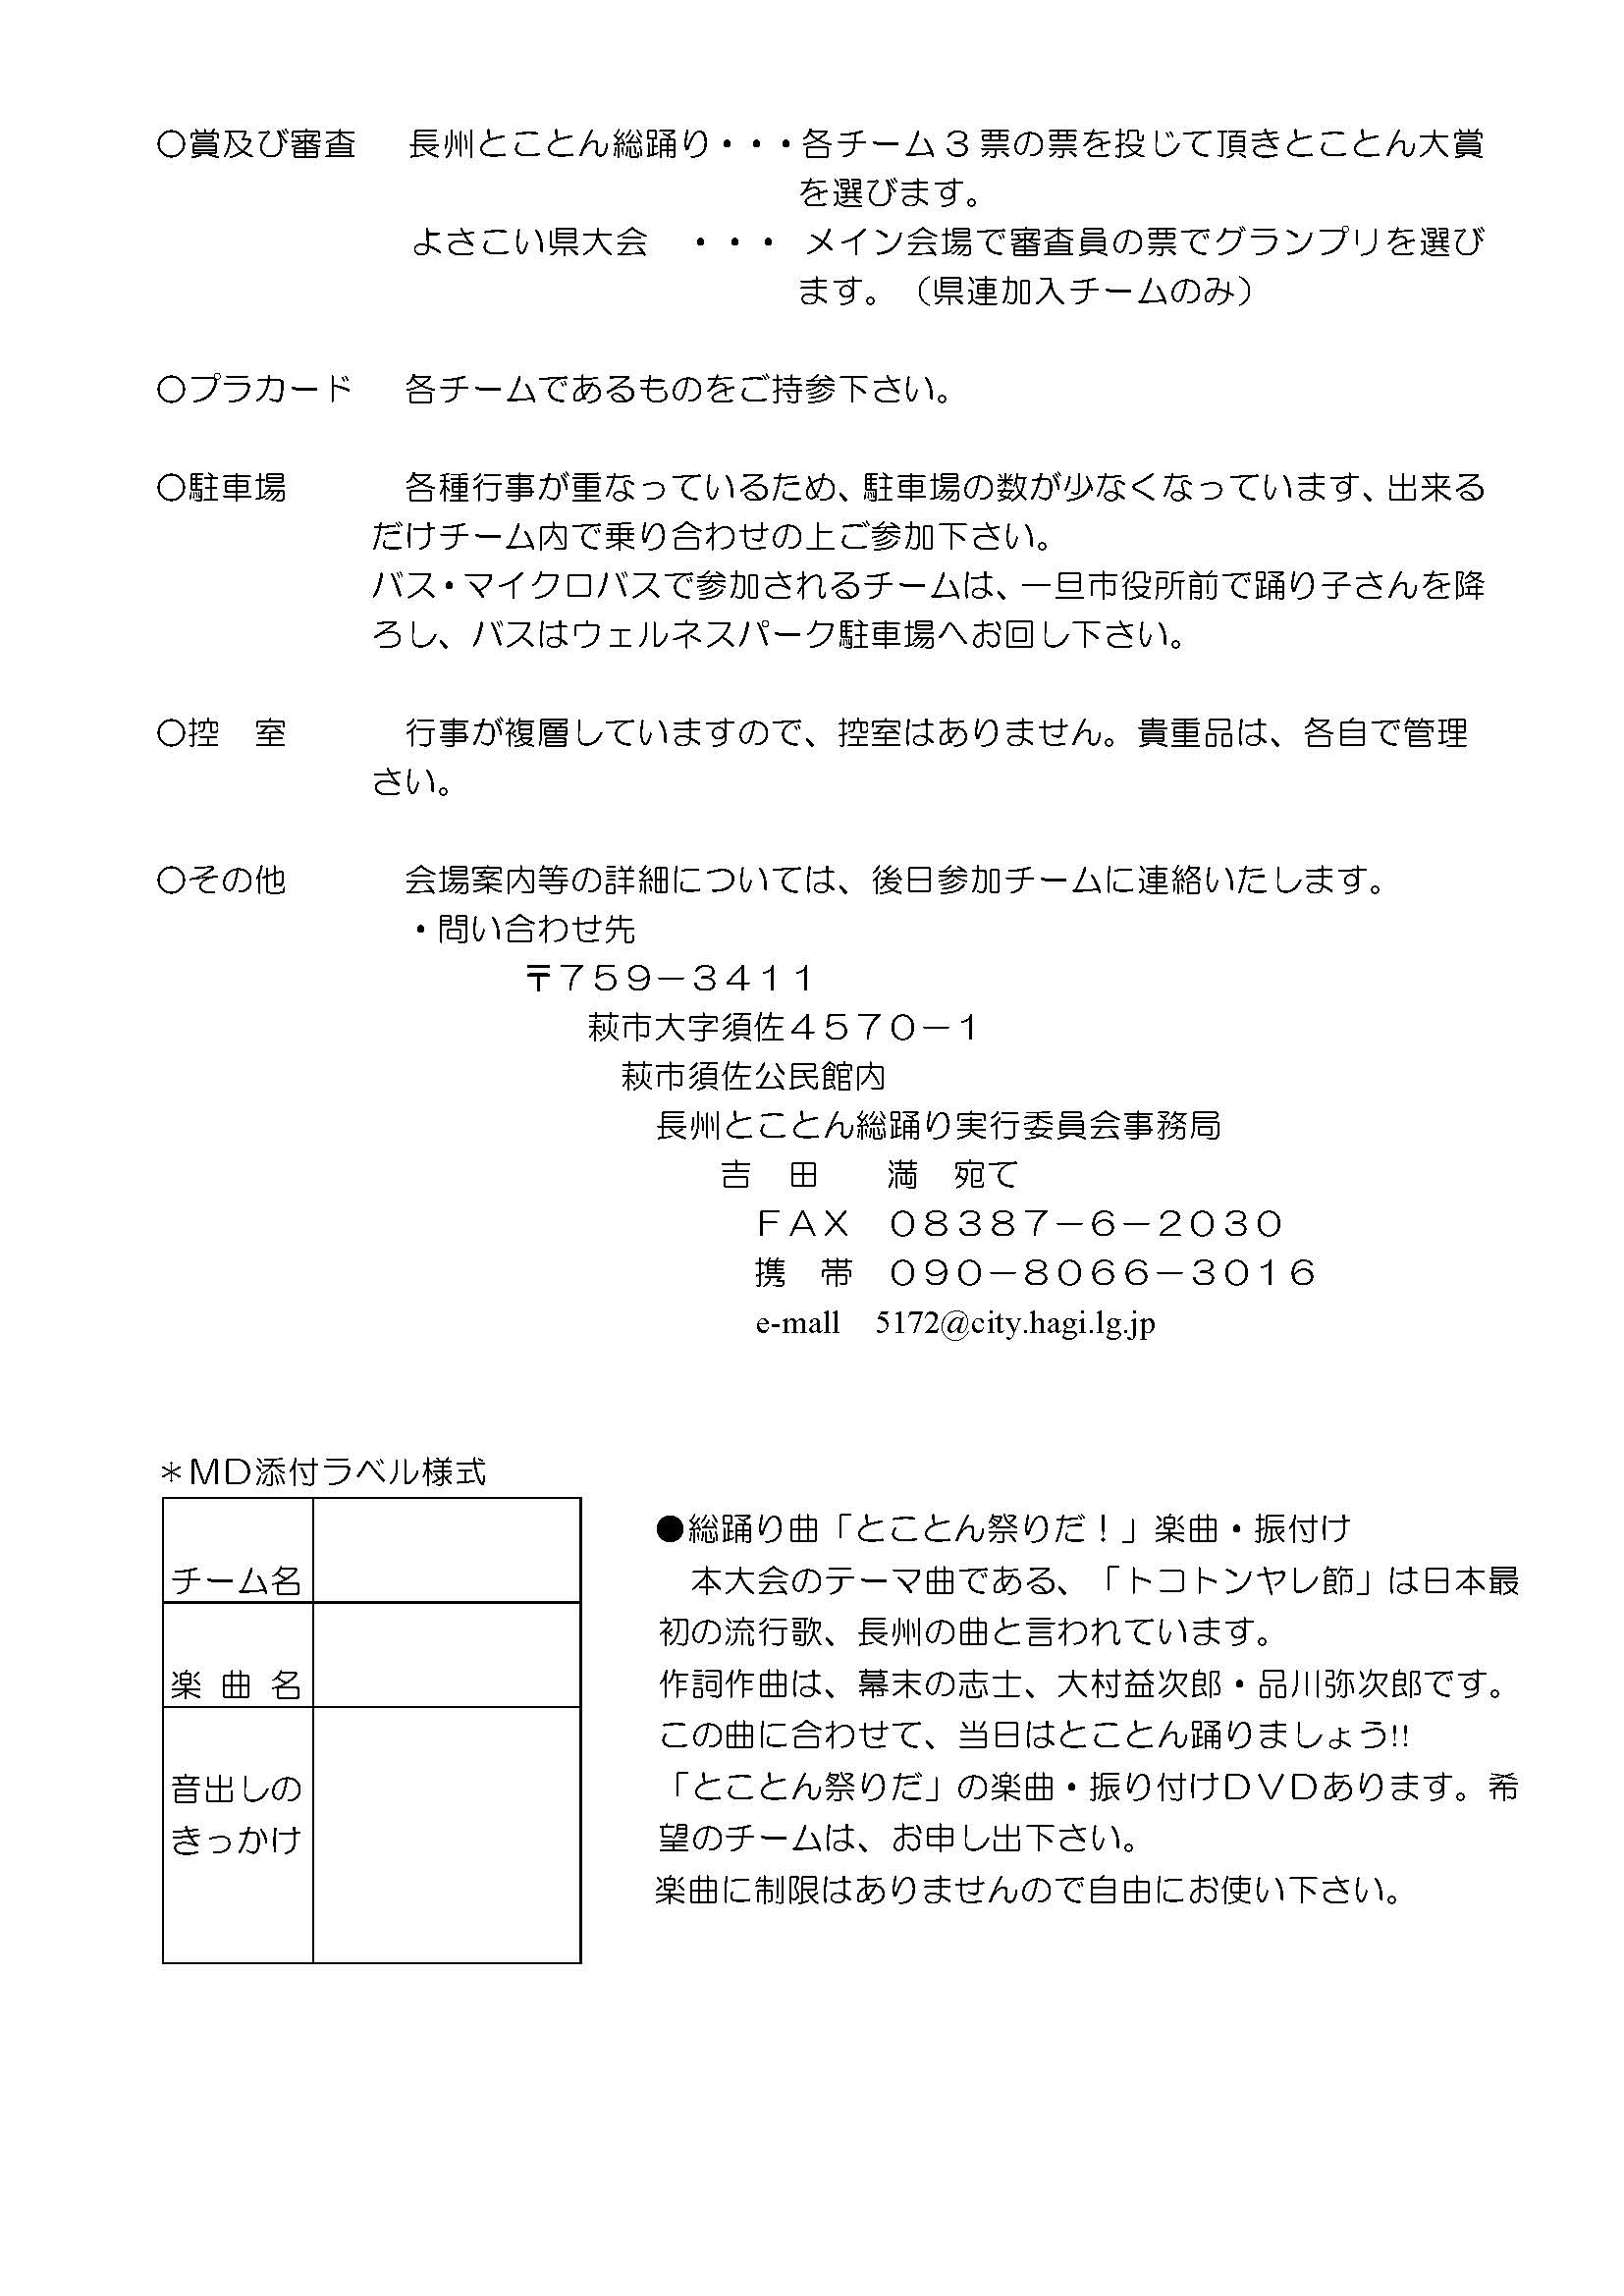 ○賞及び審査　長州とことん総踊り・・・各チーム３票の票を投じて頂きとことん大賞
を選びます。
よさこい県大会　・・・　メイン会場で審査員の票でグランプリを選び
ます。（県連加入チームのみ）
○プラカード　各チームであるものをご持参下さい。
○駐車場　各種行事が重なっているため、駐車場の数が少なくなっています、出来る
だけチーム内で乗り合わせの上ご参加下さい。
バス・マイクロバスで参加されるチームは、一旦市役所前で踊り子さんを降
ろし、バスはウェルネスパーク駐車場へお回し下さい。
○控　室　行事が複層していますので、控室はありません。貴重品は、各自で管理
さい。
○その他　会場案内等の詳細については、後日参加チームに連絡いたします。
・問い合わせ先
〒７５９－３４１１
萩市大字須佐４５７０－１
萩市須佐公民館内
長州とことん総踊り実行委員会事務局
吉　田　　満　宛て
ＦＡＸ　０８３８７－６－２０３０
携　帯　０９０－８０６６－３０１６
e-mall　5172@city.hagi.lg.jp
＊ＭＤ添付ラベル様式
チーム名
楽 曲 名
音出しの
きっかけ
●総踊り曲「とことん祭りだ！」楽曲・振付け
本大会のテーマ曲である、「トコトンヤレ節」は日本最
初の流行歌、長州の曲と言われています。
作詞作曲は、幕末の志士、大村益次郎・品川弥次郎です。
この曲に合わせて、当日はとことん踊りましょう!!
「とことん祭りだ」の楽曲・振り付けＤＶＤあります。希
望のチームは、お申し出下さい。
楽曲に制限はありませんので自由にお使い下さい。